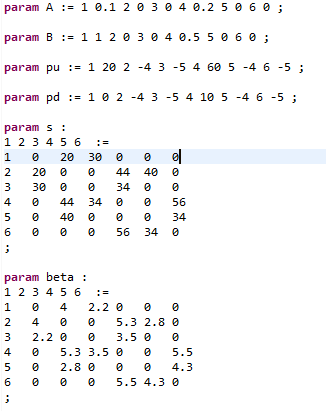 param A := 1 0.1 2 0 3 0 4 0.2 5 0 6 0 ;
param B := 1 1 2 0 3 0 4 0.5 5 0 6 0 ;
param pu := 1 20 2 -4 3 -5 4 60 5 -4 6 -5 ;
param pd := 1 0 2 -4 3 -5 4 10 5 -4 6 -5 ;
param s :
1 2 3 4 5 6 :=
1 0 20 30 0 0 0
2 20 0 0 44 40 0
3 30 0 0 34 0 0
4 0 44 34 0 0 56
5 0 40 0 0 0 34
6 0 0 0 56 34 0
;
param beta :
1 2 3 4 5 6 :=
1 0 4 2.2 0 0 0
2 4 0 0 5.3 2.8 0
3 2.2 0 0 3.5 0 0
4 0 5.3 3.5 0 0 5.5
5 0 2.8 0 0 0 4.3
6 0 0 0 5.5 4.3 0
;